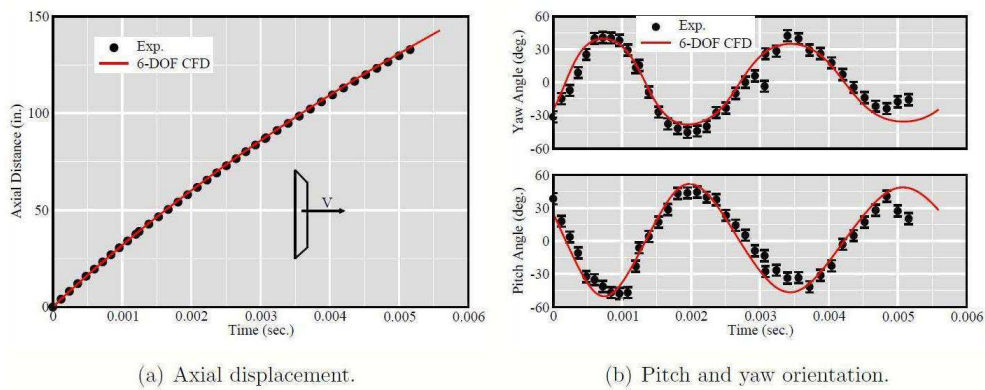 150
100
50
0
Axial Distance (in.)
Exp.
6-DOF CFD
V
0 0.001 0.002 0.003 0.004 0.005 0.006
Time (sec.)
(a) Axial displacement.
60
30
0
-30
-60
Yaw Angle (deg.)
Exp.
6-DOF CFD
60
30
0
-30
-60
Pitch Angle (deg.)
0 0.001 0.002 0.003 0.004 0.005 0.006
Time (sec.)
(b) Pitch and yaw orientation.